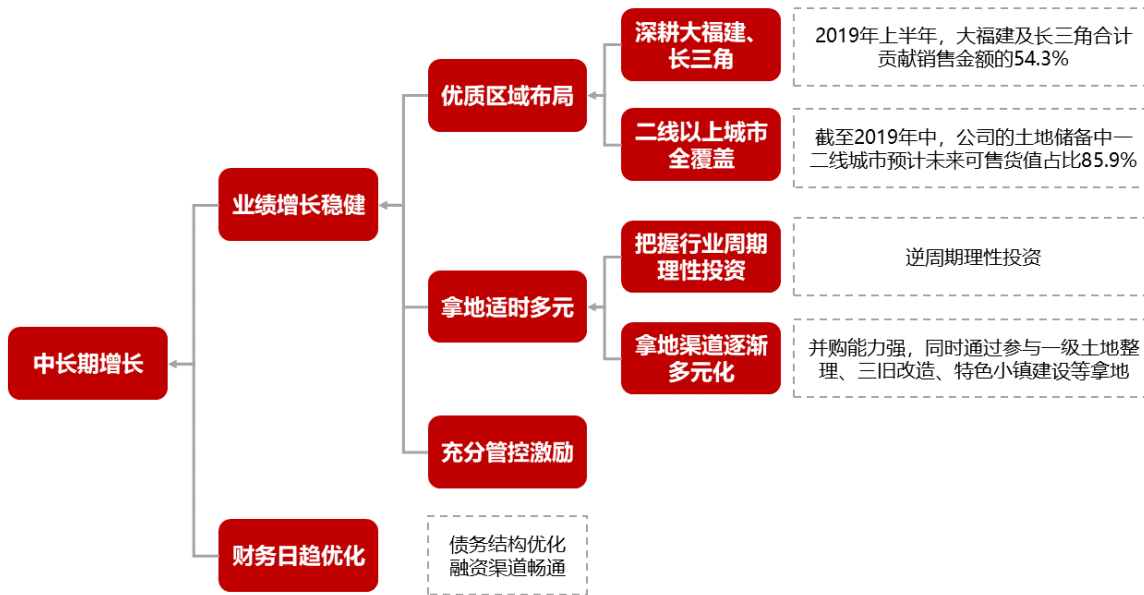 深耕大福建、
长三角
2019年上半年，大福建及长三角合计
贡献销售金额的54.3%
优质区域布局
二线以上城市
全覆盖
截至2019年中，公司的土地储备中一
二线城市预计未来可售货值占比85.9%
业绩增长稳健
把握行业周期
理性投资
逆周期理性投资
拿地适时多元
中长期增长
拿地渠道逐渐
多元化
并购能力强，同时通过参与一级土地整
理、三旧改造、特色小镇建设等拿地
充分管控激励
财务日趋优化
债务结构优化
融资渠道畅通